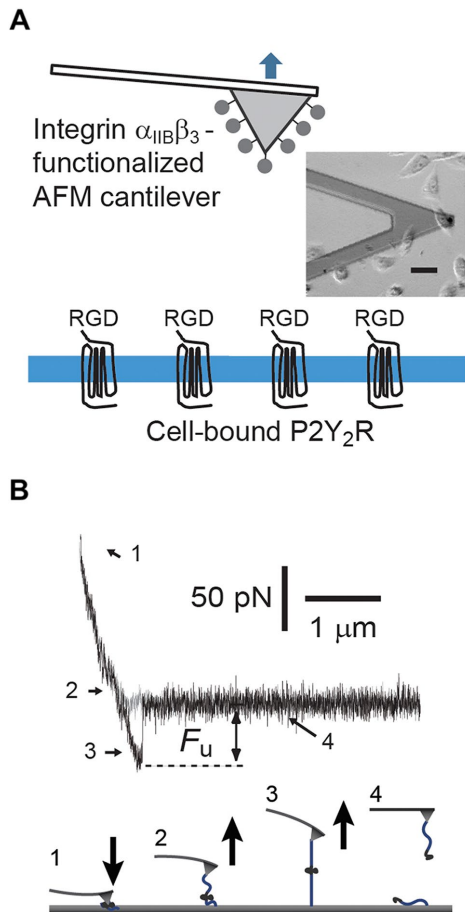 A
Integrin αIIBβ3-
functionalized
AFM cantilever
RGD RGD RGD RGD
Cell-bound P2Y2R
B
1
50 pN
1 μm
2
3
Fu
4
1 2 3 4